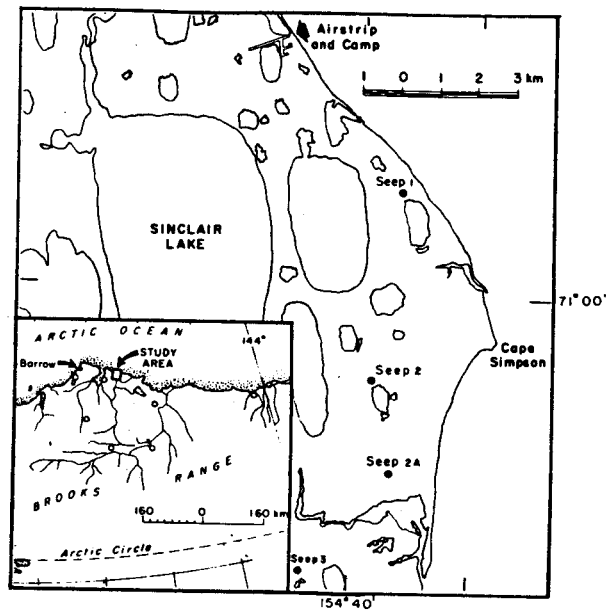 Airstrip
and Camp
1 0 1 2 3 km
Seep 1
SINCLAIR
LAKE
71° 00'
Cape
Simpson
Seep 2
Seep 2A
Seep 3
154° 40'
ARCTIC OCEAN
144°
Barrow
STUDY
AREA
BROOKS RANGE
160 0 160 km
Arctic Circle